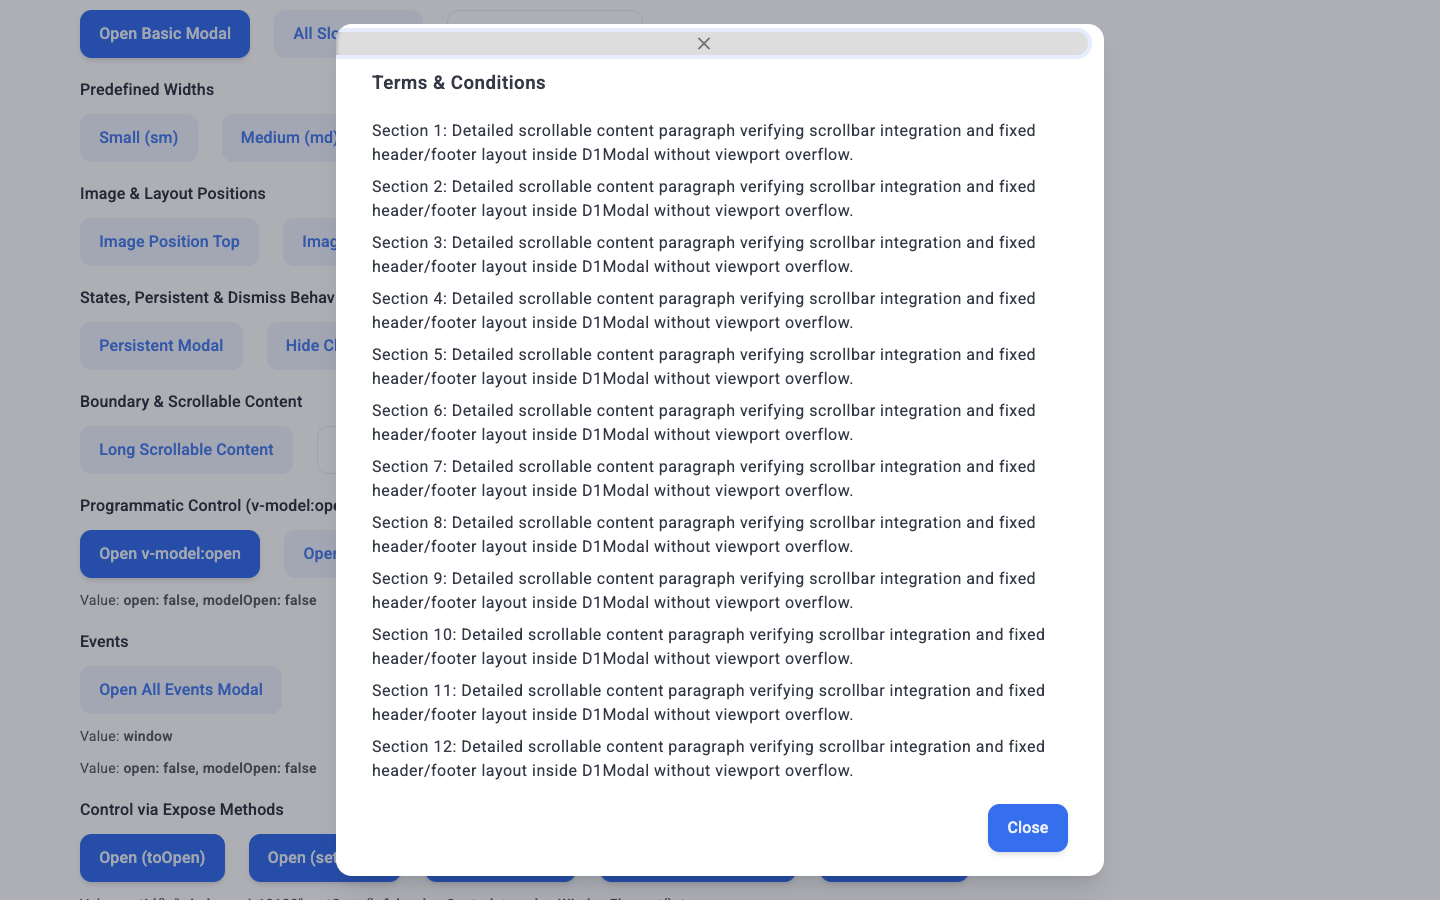 Open Basic Modal
All Slo
Predefined Widths
Small (sm)
Medium (md)
Image & Layout Positions
Image Position Top
Imag
States, Persistent & Dismiss Behav
Persistent Modal
Hide Cl
Boundary & Scrollable Content
Long Scrollable Content
Programmatic Control (v-model:ope
Open v-model:open
Open
Value: open: false, modelOpen: false
Events
Open All Events Modal
Value: window
Value: open: false, modelOpen: false
Control via Expose Methods
Open (toOpen)
Open (set
Terms & Conditions
Section 1: Detailed scrollable content paragraph verifying scrollbar integration and fixed
header/footer layout inside D1Modal without viewport overflow.
Section 2: Detailed scrollable content paragraph verifying scrollbar integration and fixed
header/footer layout inside D1Modal without viewport overflow.
Section 3: Detailed scrollable content paragraph verifying scrollbar integration and fixed
header/footer layout inside D1Modal without viewport overflow.
Section 4: Detailed scrollable content paragraph verifying scrollbar integration and fixed
header/footer layout inside D1Modal without viewport overflow.
Section 5: Detailed scrollable content paragraph verifying scrollbar integration and fixed
header/footer layout inside D1Modal without viewport overflow.
Section 6: Detailed scrollable content paragraph verifying scrollbar integration and fixed
header/footer layout inside D1Modal without viewport overflow.
Section 7: Detailed scrollable content paragraph verifying scrollbar integration and fixed
header/footer layout inside D1Modal without viewport overflow.
Section 8: Detailed scrollable content paragraph verifying scrollbar integration and fixed
header/footer layout inside D1Modal without viewport overflow.
Section 9: Detailed scrollable content paragraph verifying scrollbar integration and fixed
header/footer layout inside D1Modal without viewport overflow.
Section 10: Detailed scrollable content paragraph verifying scrollbar integration and fixed
header/footer layout inside D1Modal without viewport overflow.
Section 11: Detailed scrollable content paragraph verifying scrollbar integration and fixed
header/footer layout inside D1Modal without viewport overflow.
Section 12: Detailed scrollable content paragraph verifying scrollbar integration and fixed
header/footer layout inside D1Modal without viewport overflow.
Close